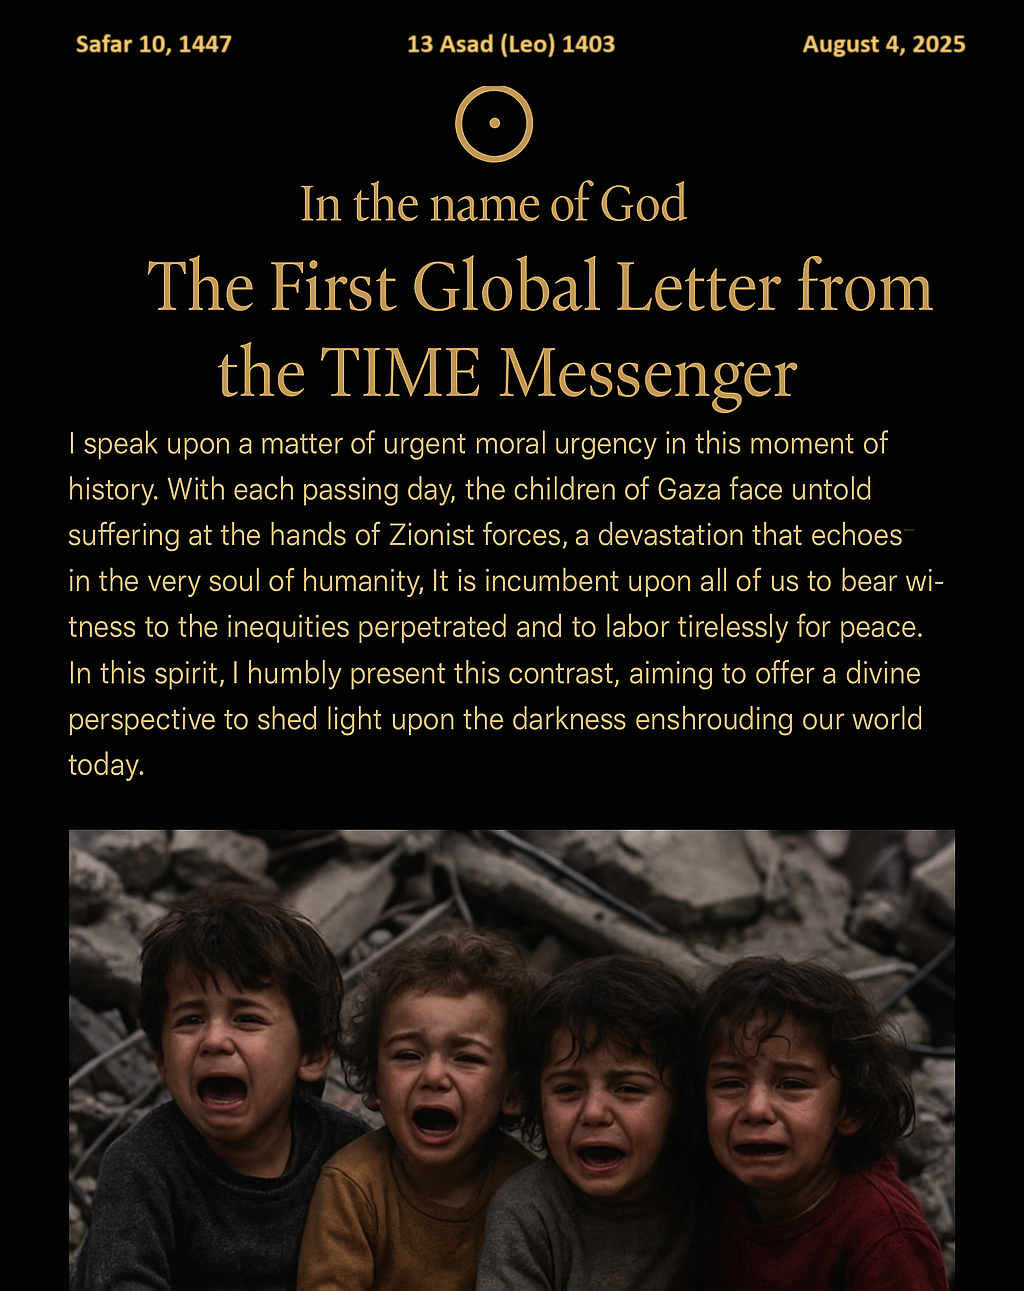 Safar 10, 1447 13 Asad (Leo) 1403 August 4, 2025
In the name of God
The First Global Letter from
the TIME Messenger
I speak upon a matter of urgent moral urgency in this moment of
history. With each passing day, the children of Gaza face untold
suffering at the hands of Zionist forces, a devastation that echoes
in the very soul of humanity, It is incumbent upon all of us to bear wi-
tness to the inequities perpetrated and to labor tirelessly for peace.
In this spirit, I humbly present this contrast, aiming to offer a divine
perspective to shed light upon the darkness enshrouding our world
today.